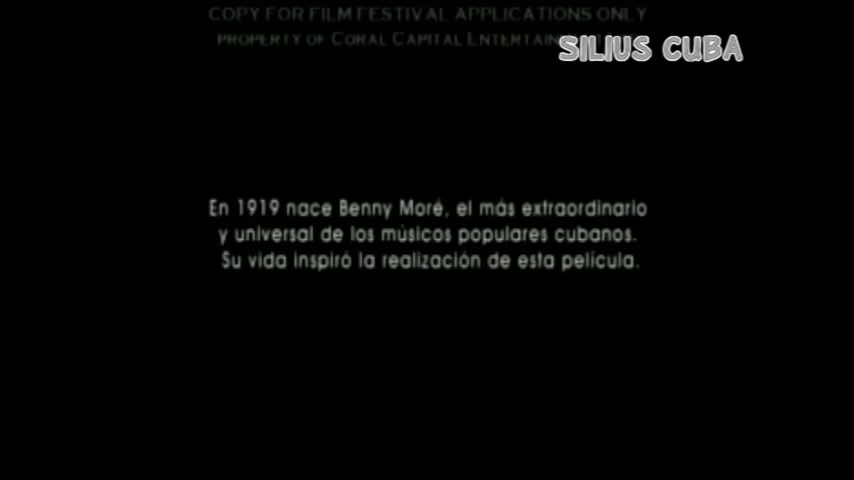 COPY FOR FILM FESTIVAL APPLICATIONS ONLY
PROPERTY OF CORAL CAPITAL
SILIUS CUBA
En 1919 nace Benny Moré, el más extraordinario
y universal de los músicos populares cubanos.
Su vida inspiró la realización de esta película.